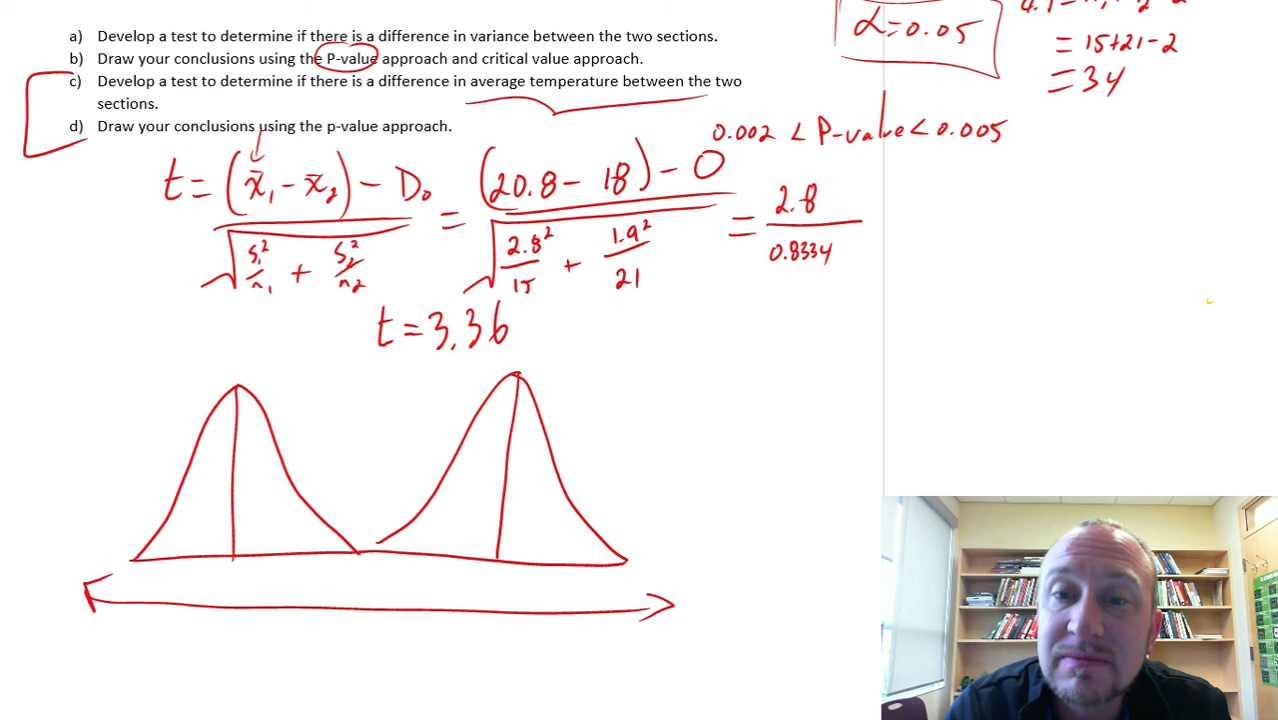 a) Develop a test to determine if there is a difference in variance between the two sections.
b) Draw your conclusions using the P-value approach and critical value approach.
c) Develop a test to determine if there is a difference in average temperature between the two
sections.
d) Draw your conclusions using the p-value approach.
α=0.05
= 15+21-2
= 34
0.002 < P-value < 0.005
t = (x̄₁ - x̄₂) - D₀ / √(s₁²/n₁ + s₂²/n₂) = (20.8 - 18) - 0 / √(2.8²/15 + 1.9²/21) = 2.8 / 0.8334
t = 3.36